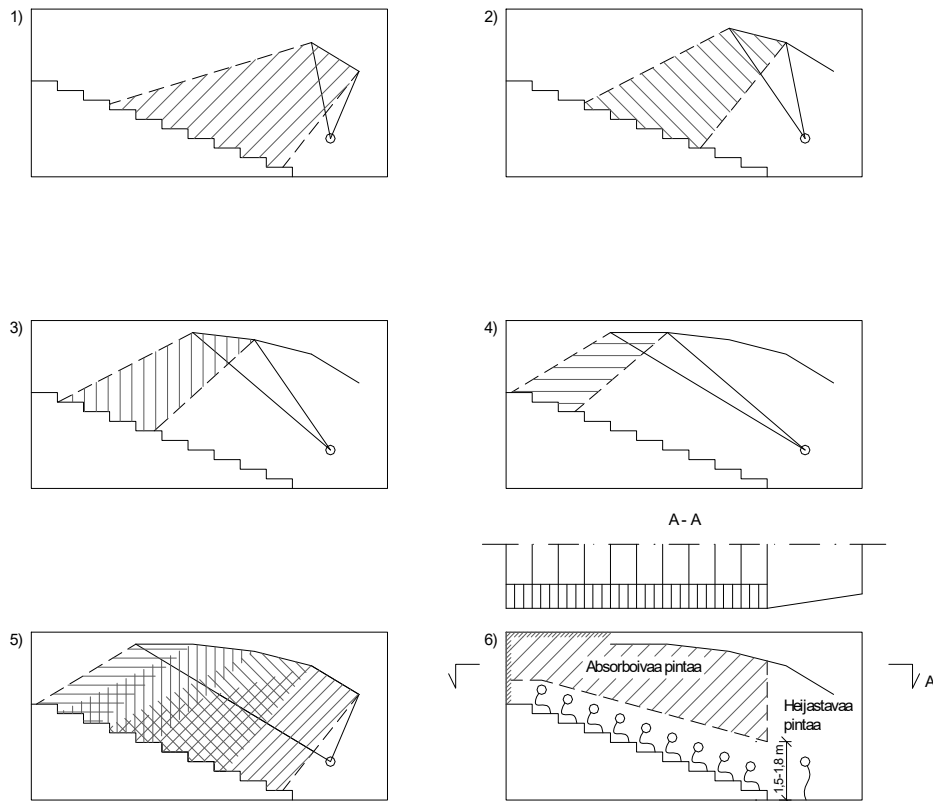 1)
2)
3)
4)
A - A
5)
6)
Absorboivaa pintaa
A
Heijastavaa
pintaa
1,5-1,8 m